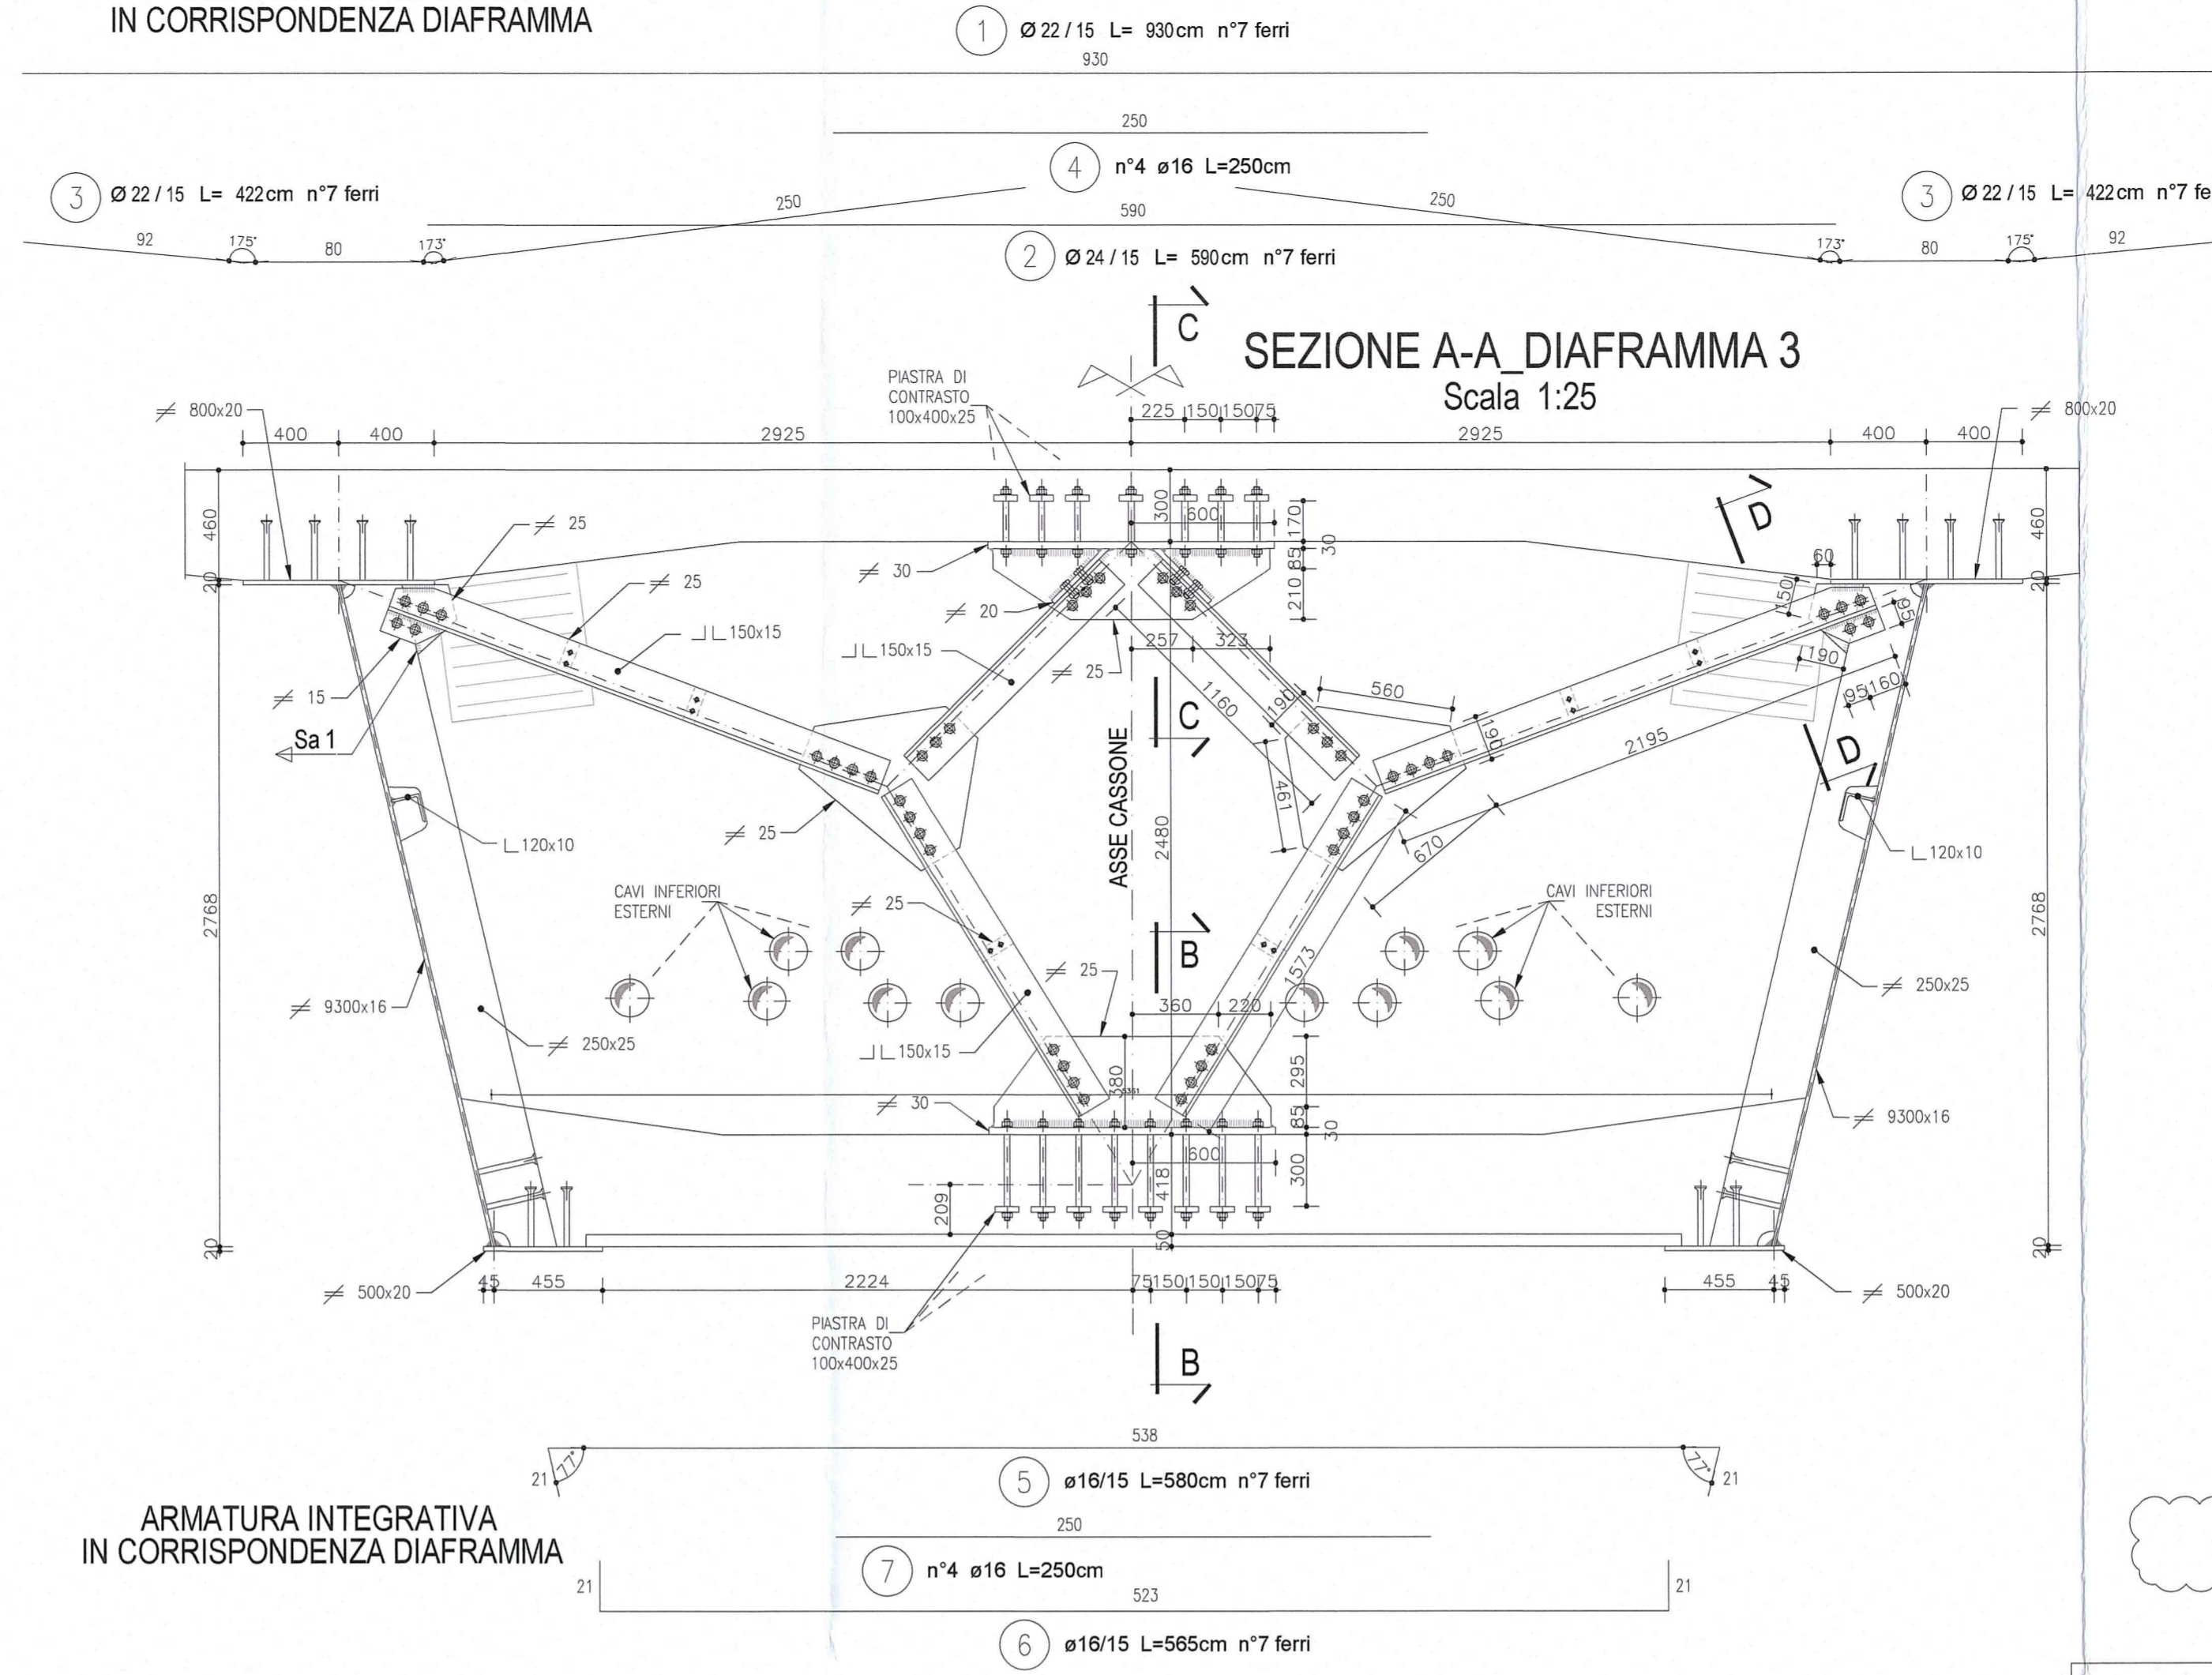 IN CORRISPONDENZA DIAFRAMMA
1 Ø 22 / 15 L= 930cm n°7 ferri
930
250
4 n°4 ø16 L=250cm
3 Ø 22 / 15 L= 422cm n°7 ferri
250
590
250
3 Ø 22 / 15 L= 422cm n°7 fe
92 175° 80 173°
2 Ø 24 / 15 L= 590cm n°7 ferri
173° 80 175° 92
C
SEZIONE A-A_DIAFRAMMA 3
Scala 1:25
PIASTRA DI
CONTRASTO
100x400x25
800x20
225 150 150 75
800x20
400 400 2925 2925 400 400
460
300
600
170
D
460
25
30
30
85
60
20
25
210
150
20
20
95
JL 150x15
JL 150x15
257 323
25
190
15
1160
190
560
95 160
Sa 1
C
190
2195
D
ASSE CASSONE
461
25
2480
L 120x10
670
L 120x10
CAVI INFERIORI
ESTERNI
25
CAVI INFERIORI
ESTERNI
2768
B
2768
25
1573
9300x16
360 220
250x25
250x25
JL 150x15
380
295
30
85
30
9300x16
600
418
300
209
50
20
20
45 455 2224 75 150 150 150 75 455 45
500x20
500x20
PIASTRA DI
CONTRASTO
100x400x25
B
538
21 77° 77° 21
5 ø16/15 L=580cm n°7 ferri
ARMATURA INTEGRATIVA
IN CORRISPONDENZA DIAFRAMMA
250
7 n°4 ø16 L=250cm
21 523 21
6 ø16/15 L=565cm n°7 ferri